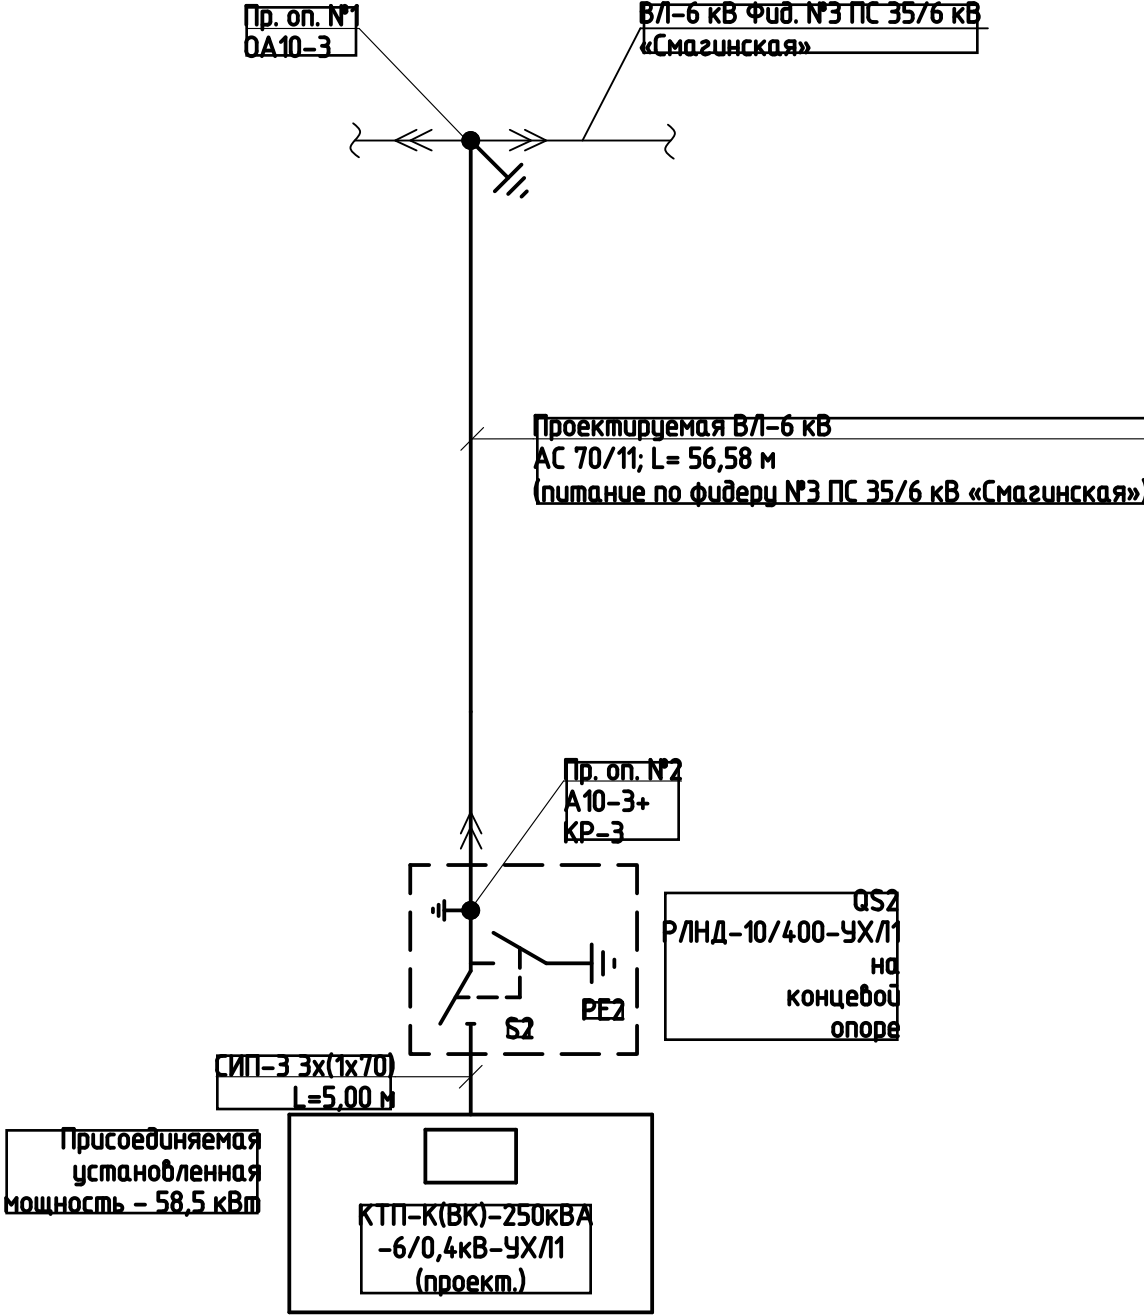 Пр. оп. №1
ОА10-3
ВЛ-6 кВ Фид. №3 ПС 35/6 кВ
«Смагинская»
Проектируемая ВЛ-6 кВ
АС 70/11; L= 56,58 м
(питание по фидеру №3 ПС 35/6 кВ «Смагинская»)
Пр. оп. №2
А10-3+
КР-3
QS2
РЛНД-10/400-УХЛ1
на
концевой
опоре
PE2
S2
СИП-3 3х(1х70)
L=5,00 м
Присоединяемая
установленная
мощность - 58,5 кВт
КТП-К(ВК)-250кВА
-6/0,4кВ-УХЛ1
(проект.)